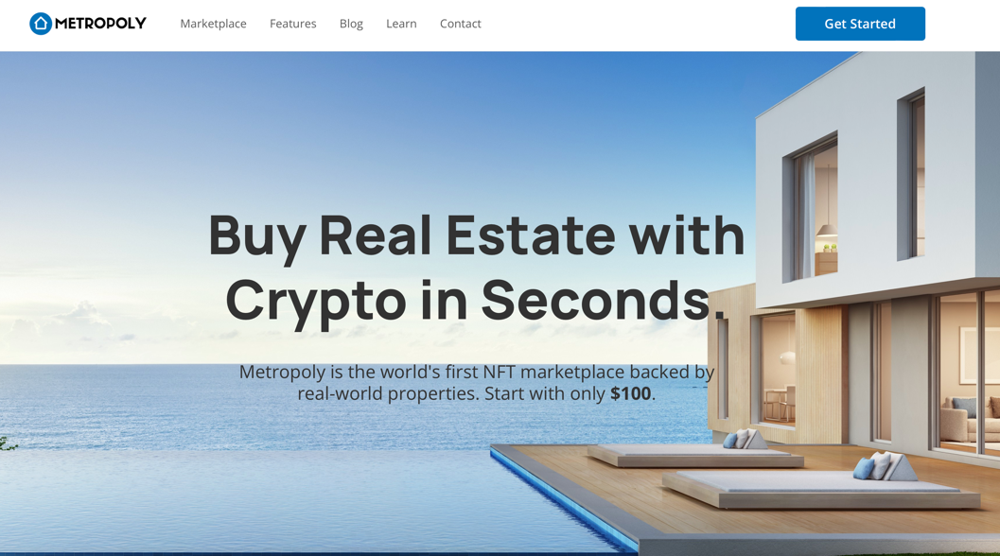 METROPOLY
Marketplace
Features
Blog
Learn
Contact
Get Started
Buy Real Estate with
Crypto in Seconds.
Metropoly is the world's first NFT marketplace backed by
real-world properties. Start with only $100.